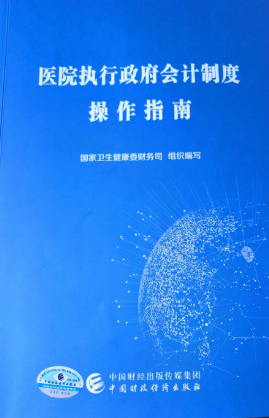 医院执行政府会计制度
操作指南
国家卫生健康委财务司 组织编写
中国财经出版传媒集团
中国财政经济出版社